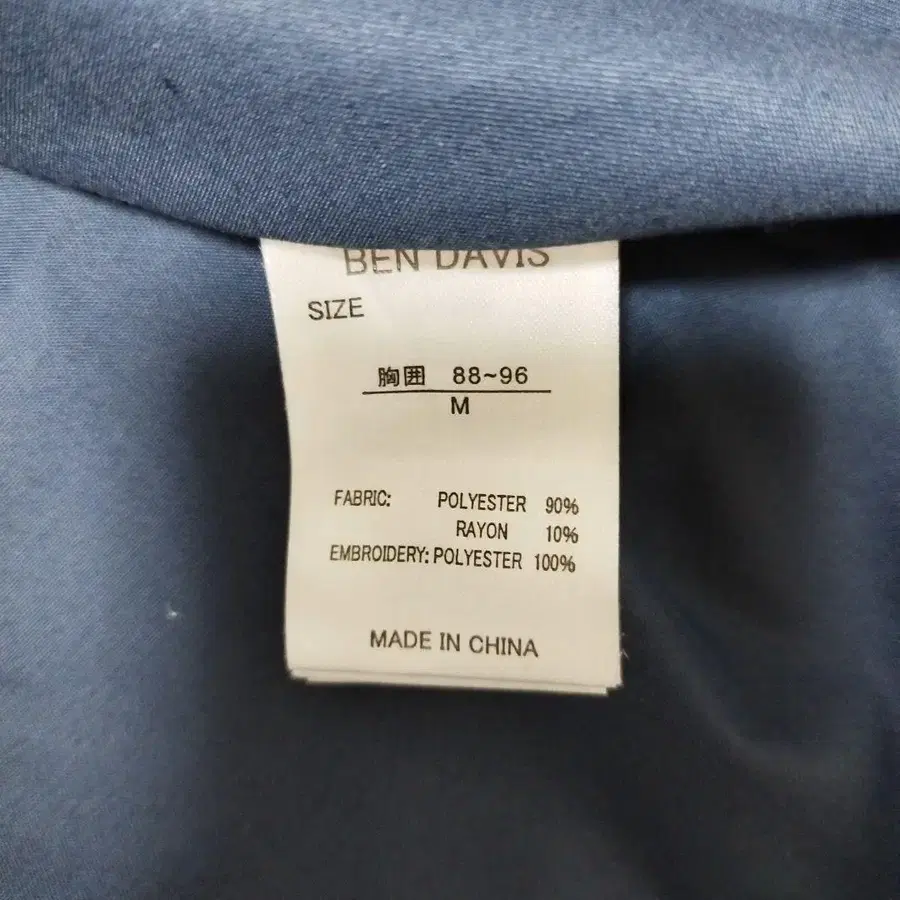 BEN DAVIS
SIZE
胸囲 88~96
M
FABRIC: POLYESTER 90%
RAYON 10%
EMBROIDERY: POLYESTER 100%
MADE IN CHINA